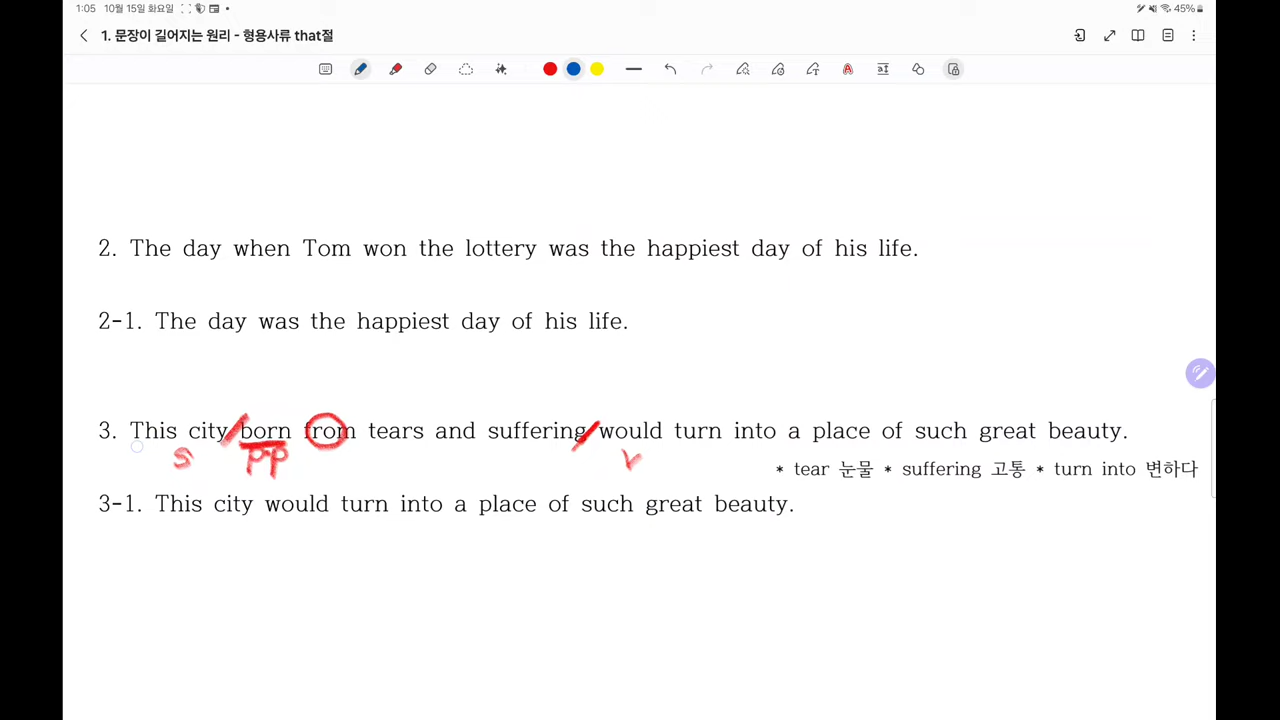 1:05 10월 15일 화요일 45%
1. 문장이 길어지는 원리 - 형용사류 that절
2. The day when Tom won the lottery was the happiest day of his life.
2-1. The day was the happiest day of his life.
3. This city born from tears and suffering would turn into a place of such great beauty.
s p.p v
* tear 눈물 * suffering 고통 * turn into 변하다
3-1. This city would turn into a place of such great beauty.